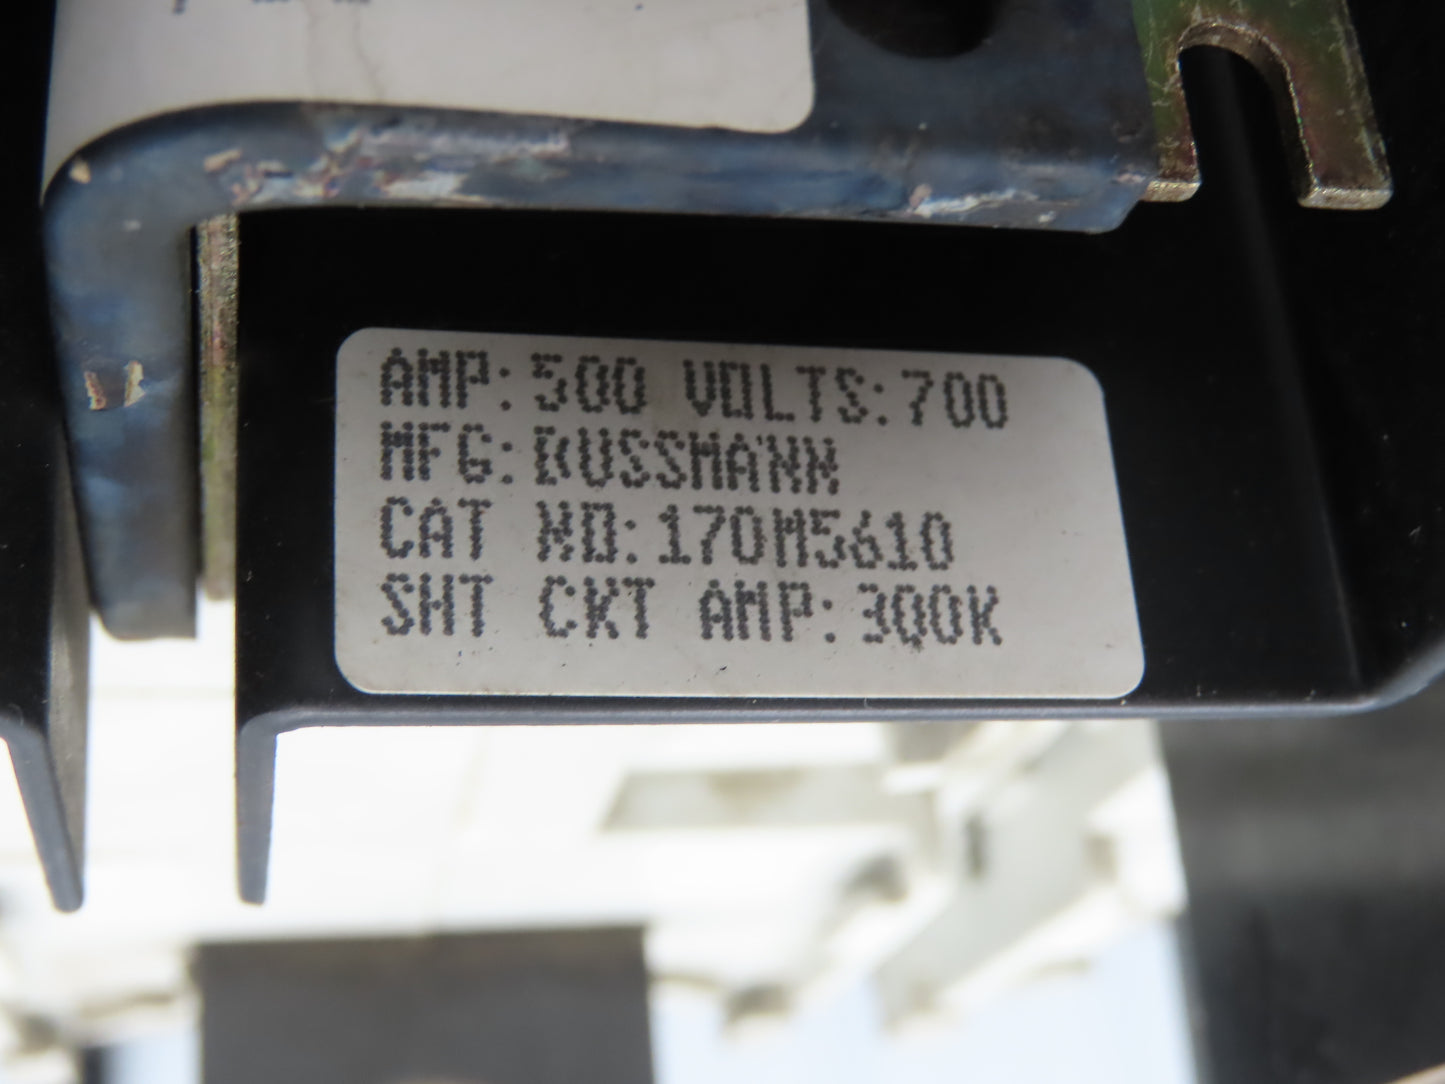 AMP:500 VOLTS:700
MFG:BUSSMANN
CAT NO:170M5610
SHT CKT AMP:300K